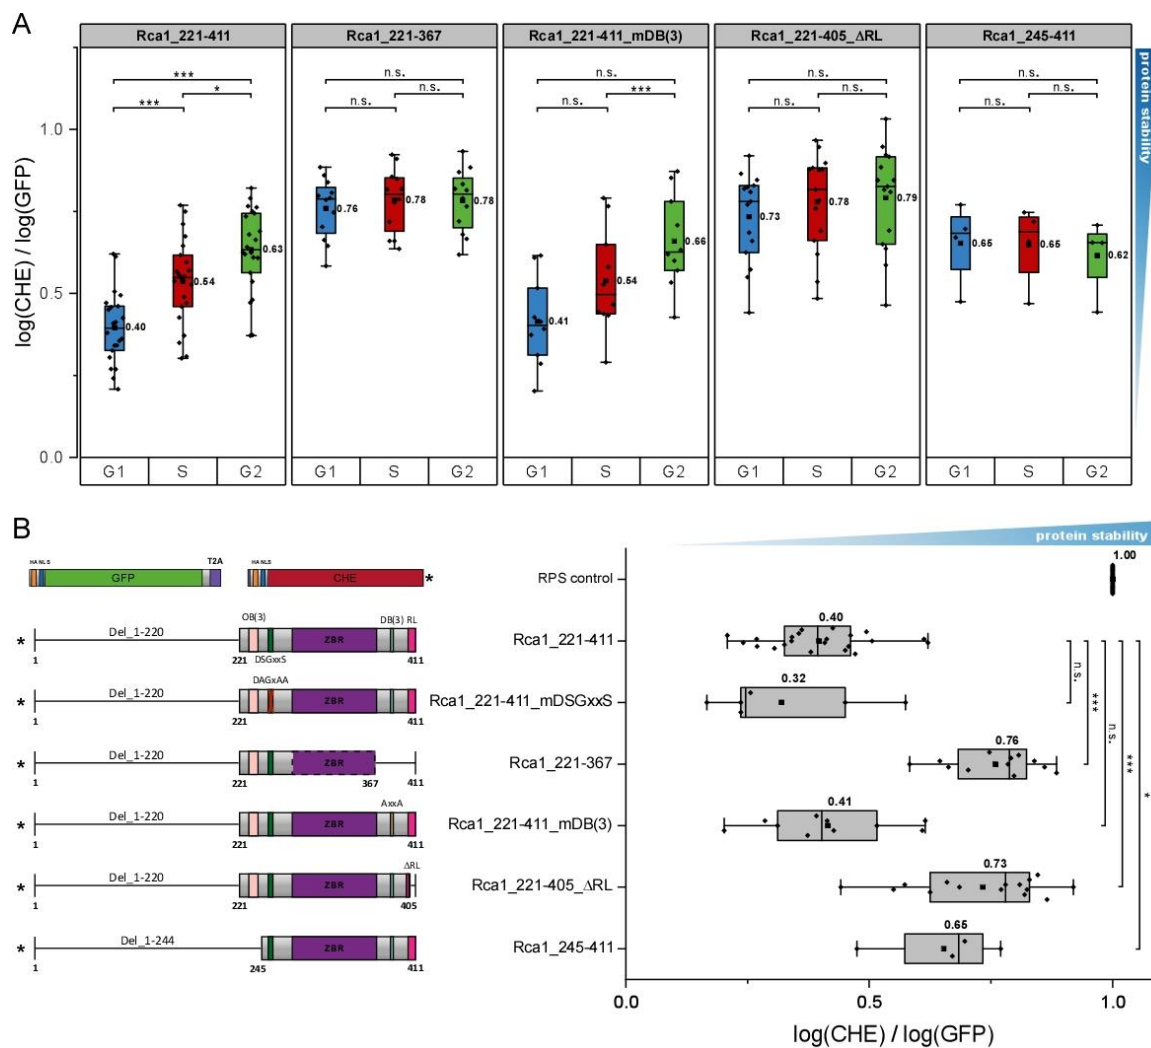 A
Rca1_221-411 Rca1_221-367 Rca1_221-411_mDB(3) Rca1_221-405_ΔRL Rca1_245-411
*** n.s. n.s. n.s. n.s.
* n.s. *** n.s. n.s.
*** n.s. n.s. n.s. n.s.
protein stability
log(CHE) / log(GFP)
1.0
0.5
0.0
0.40 0.54 0.63
0.76 0.78 0.78
0.41 0.54 0.66
0.73 0.78 0.79
0.65 0.65 0.62
G1 S G2 G1 S G2 G1 S G2 G1 S G2 G1 S G2
B
HA NLS T2A HA NLS
GFP CHE *
OB(3) DB(3) RL
* Del_1-220 ZBR
1 221 411
DSGxxS
DAGxAA
* Del_1-220 ZBR
1 221 411
* Del_1-220 ZBR
1 221 367 411
AxxA
* Del_1-220 ZBR
1 221 411
ΔRL
* Del_1-220 ZBR
1 221 405
* Del_1-244 ZBR
1 245 411
protein stability
RPS control 1.00
Rca1_221-411 0.40
Rca1_221-411_mDSGxxS 0.32
Rca1_221-367 0.76
Rca1_221-411_mDB(3) 0.41
Rca1_221-405_ΔRL 0.73
Rca1_245-411 0.65
n.s.
***
n.s.
***
*
0.0 0.5 1.0
log(CHE) / log(GFP)